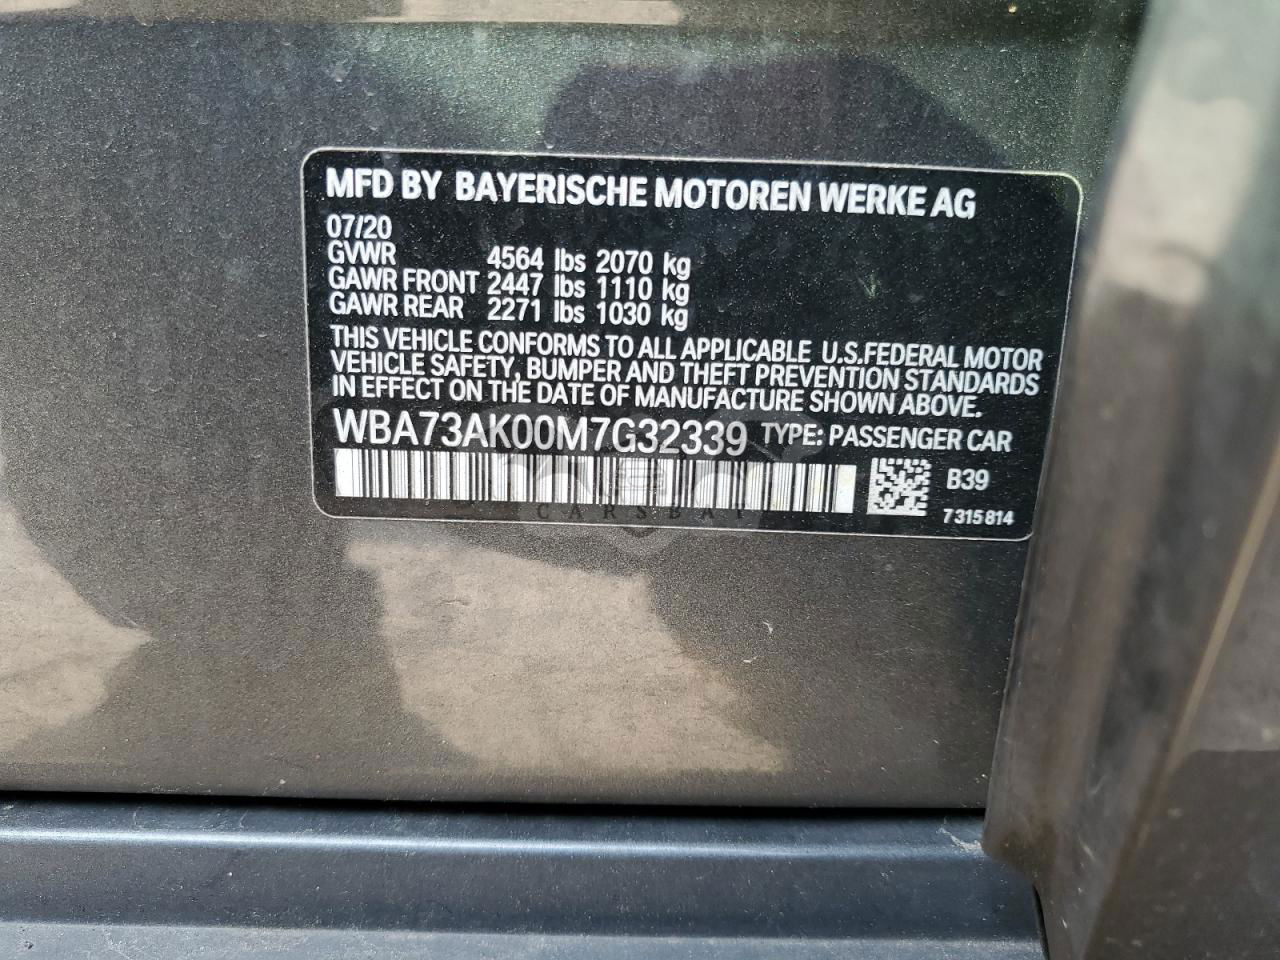 MFD BY BAYERISCHE MOTOREN WERKE AG
07/20
GVWR 4564 lbs 2070 kg
GAWR FRONT 2447 lbs 1110 kg
GAWR REAR 2271 lbs 1030 kg
THIS VEHICLE CONFORMS TO ALL APPLICABLE U.S.FEDERAL MOTOR
VEHICLE SAFETY, BUMPER AND THEFT PREVENTION STANDARDS
IN EFFECT ON THE DATE OF MANUFACTURE SHOWN ABOVE.
WBA73AK00M7G32339 TYPE: PASSENGER CAR
B39
7315814
CARSBAT